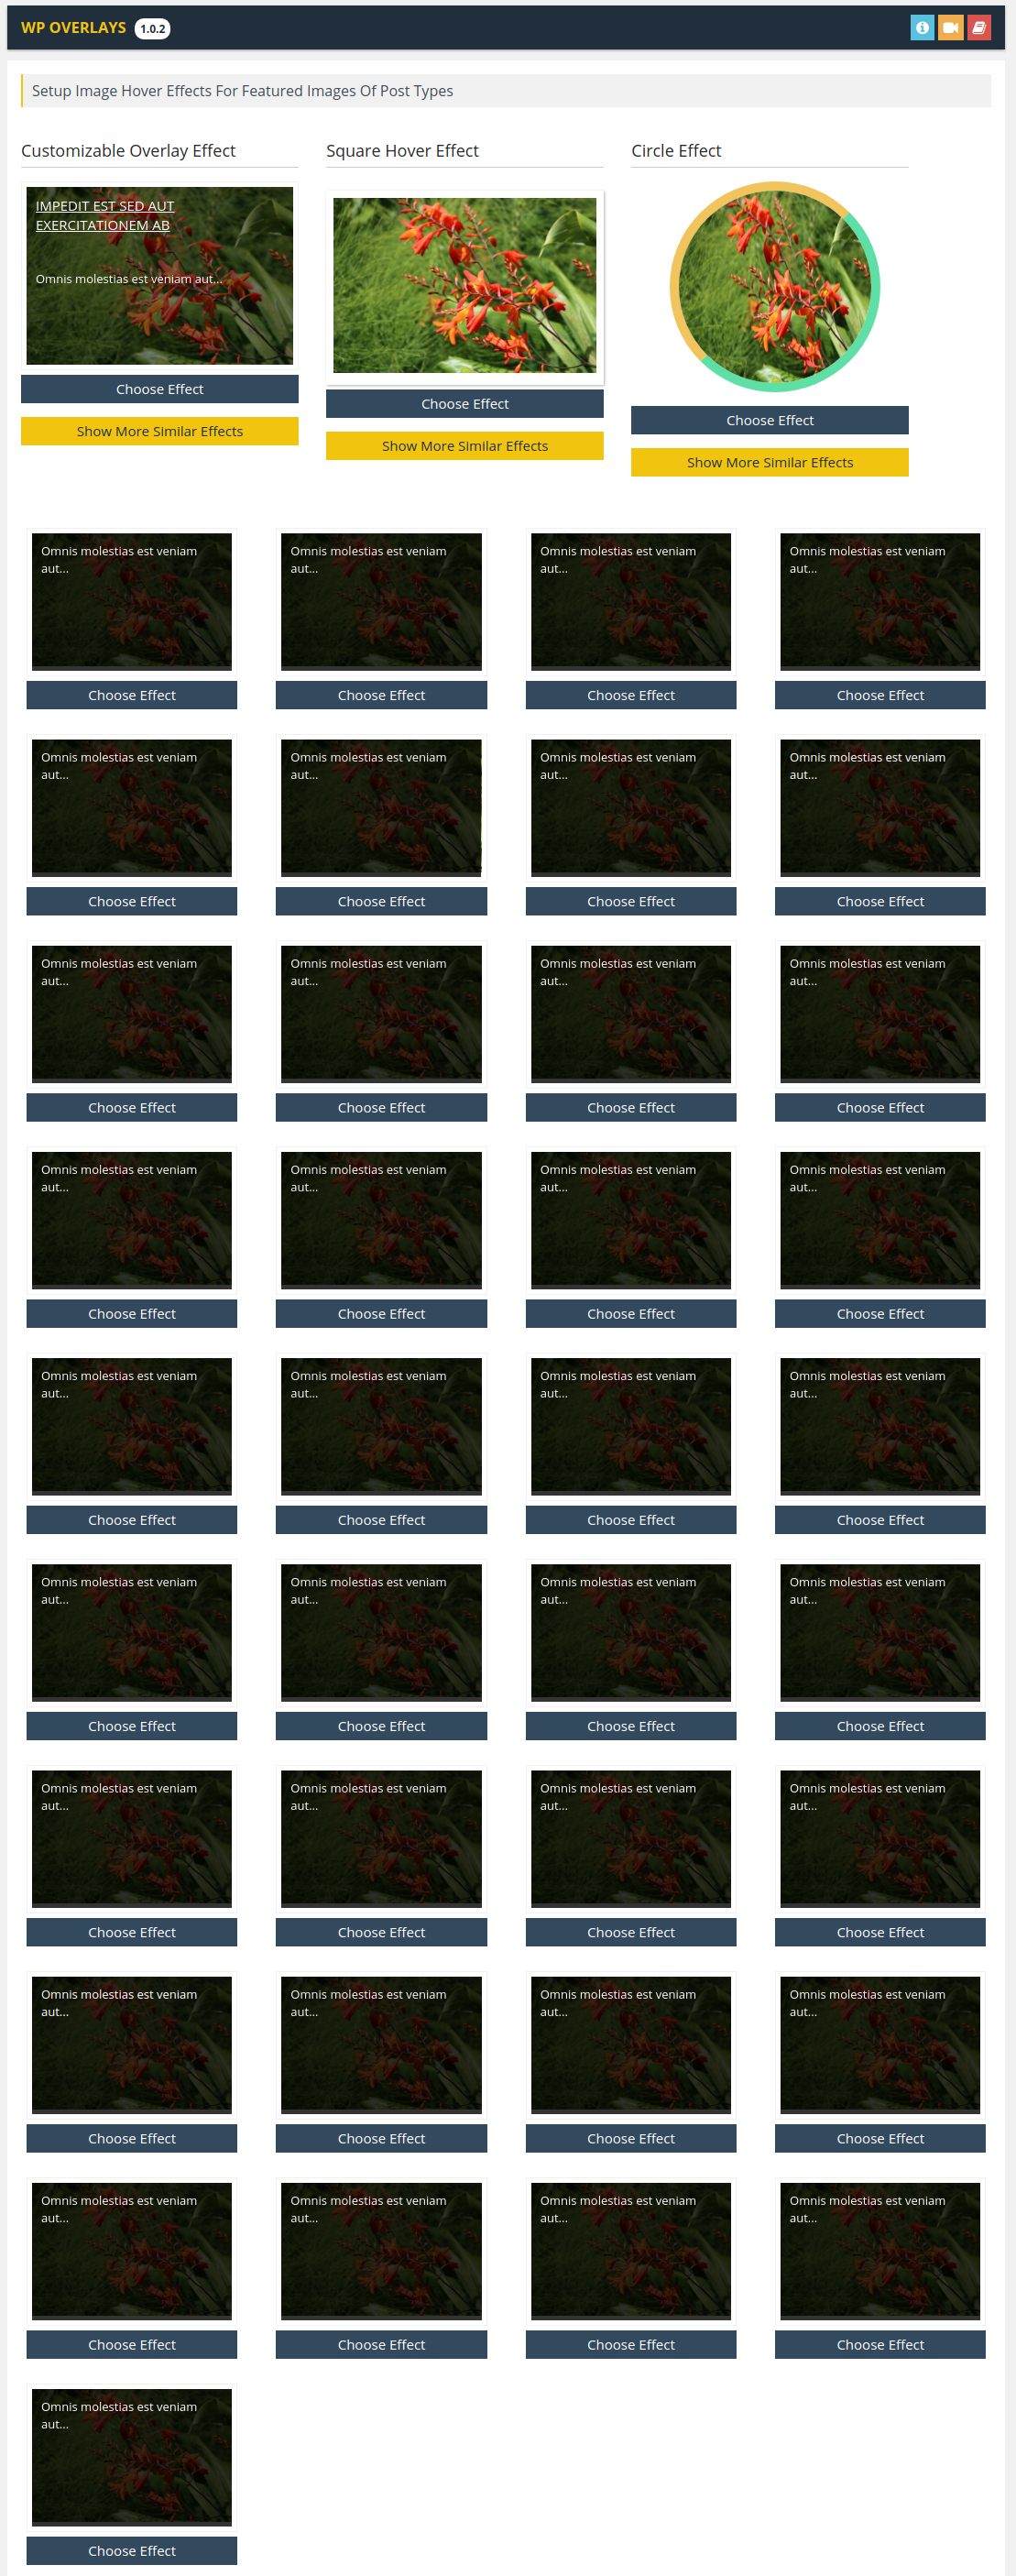 WP OVERLAYS 1.0.2
Setup Image Hover Effects For Featured Images Of Post Types
Customizable Overlay Effect Square Hover Effect Circle Effect
IMPEDIT EST SED AUT
EXERCITATIONEM AB
Omnis molestias est veniam aut...
Choose Effect
Show More Similar Effects
Choose Effect
Show More Similar Effects
Choose Effect
Show More Similar Effects
Omnis molestias est veniam Omnis molestias est veniam Omnis molestias est veniam Omnis molestias est veniam
aut... aut... aut... aut...
Choose Effect Choose Effect Choose Effect Choose Effect
Omnis molestias est veniam Omnis molestias est veniam Omnis molestias est veniam Omnis molestias est veniam
aut... aut... aut... aut...
Choose Effect Choose Effect Choose Effect Choose Effect
Omnis molestias est veniam Omnis molestias est veniam Omnis molestias est veniam Omnis molestias est veniam
aut... aut... aut... aut...
Choose Effect Choose Effect Choose Effect Choose Effect
Omnis molestias est veniam Omnis molestias est veniam Omnis molestias est veniam Omnis molestias est veniam
aut... aut... aut... aut...
Choose Effect Choose Effect Choose Effect Choose Effect
Omnis molestias est veniam Omnis molestias est veniam Omnis molestias est veniam Omnis molestias est veniam
aut... aut... aut... aut...
Choose Effect Choose Effect Choose Effect Choose Effect
Omnis molestias est veniam Omnis molestias est veniam Omnis molestias est veniam Omnis molestias est veniam
aut... aut... aut... aut...
Choose Effect Choose Effect Choose Effect Choose Effect
Omnis molestias est veniam Omnis molestias est veniam Omnis molestias est veniam Omnis molestias est veniam
aut... aut... aut... aut...
Choose Effect Choose Effect Choose Effect Choose Effect
Omnis molestias est veniam Omnis molestias est veniam Omnis molestias est veniam Omnis molestias est veniam
aut... aut... aut... aut...
Choose Effect Choose Effect Choose Effect Choose Effect
Omnis molestias est veniam Omnis molestias est veniam Omnis molestias est veniam Omnis molestias est veniam
aut... aut... aut... aut...
Choose Effect Choose Effect Choose Effect Choose Effect
Omnis molestias est veniam
aut...
Choose Effect